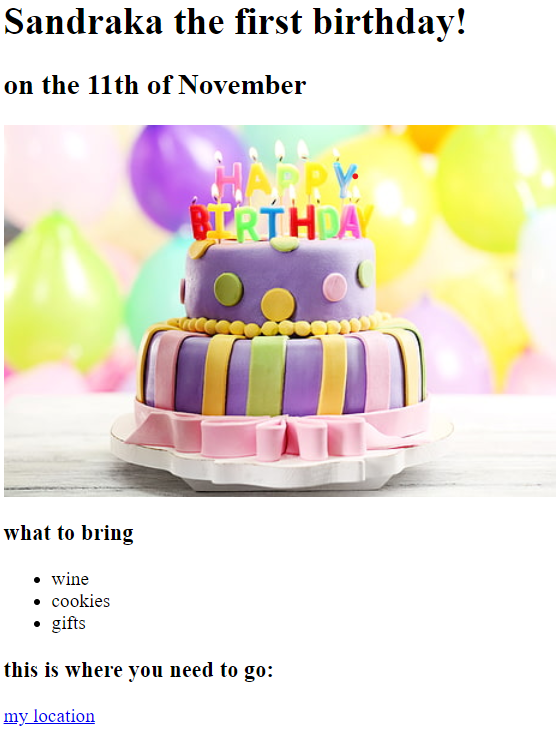 Sandraka the first birthday!
on the 11th of November
HAPPY
BIRTHDAY
what to bring
wine
cookies
gifts
this is where you need to go:
my location